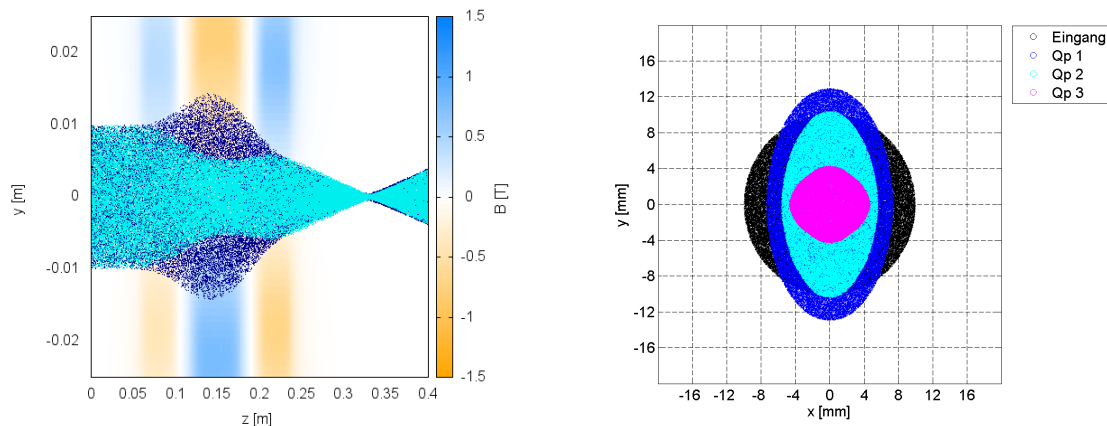 0.02
0.01
0
-0.01
-0.02
y [m]
0 0.05 0.1 0.15 0.2 0.25 0.3 0.35 0.4
z [m]
1.5
1
0.5
0
-0.5
-1
-1.5
B [T]
16
12
8
4
0
-4
-8
-12
-16
y [mm]
-16 -12 -8 -4 0 4 8 12 16
x [mm]
Eingang
Qp 1
Qp 2
Qp 3